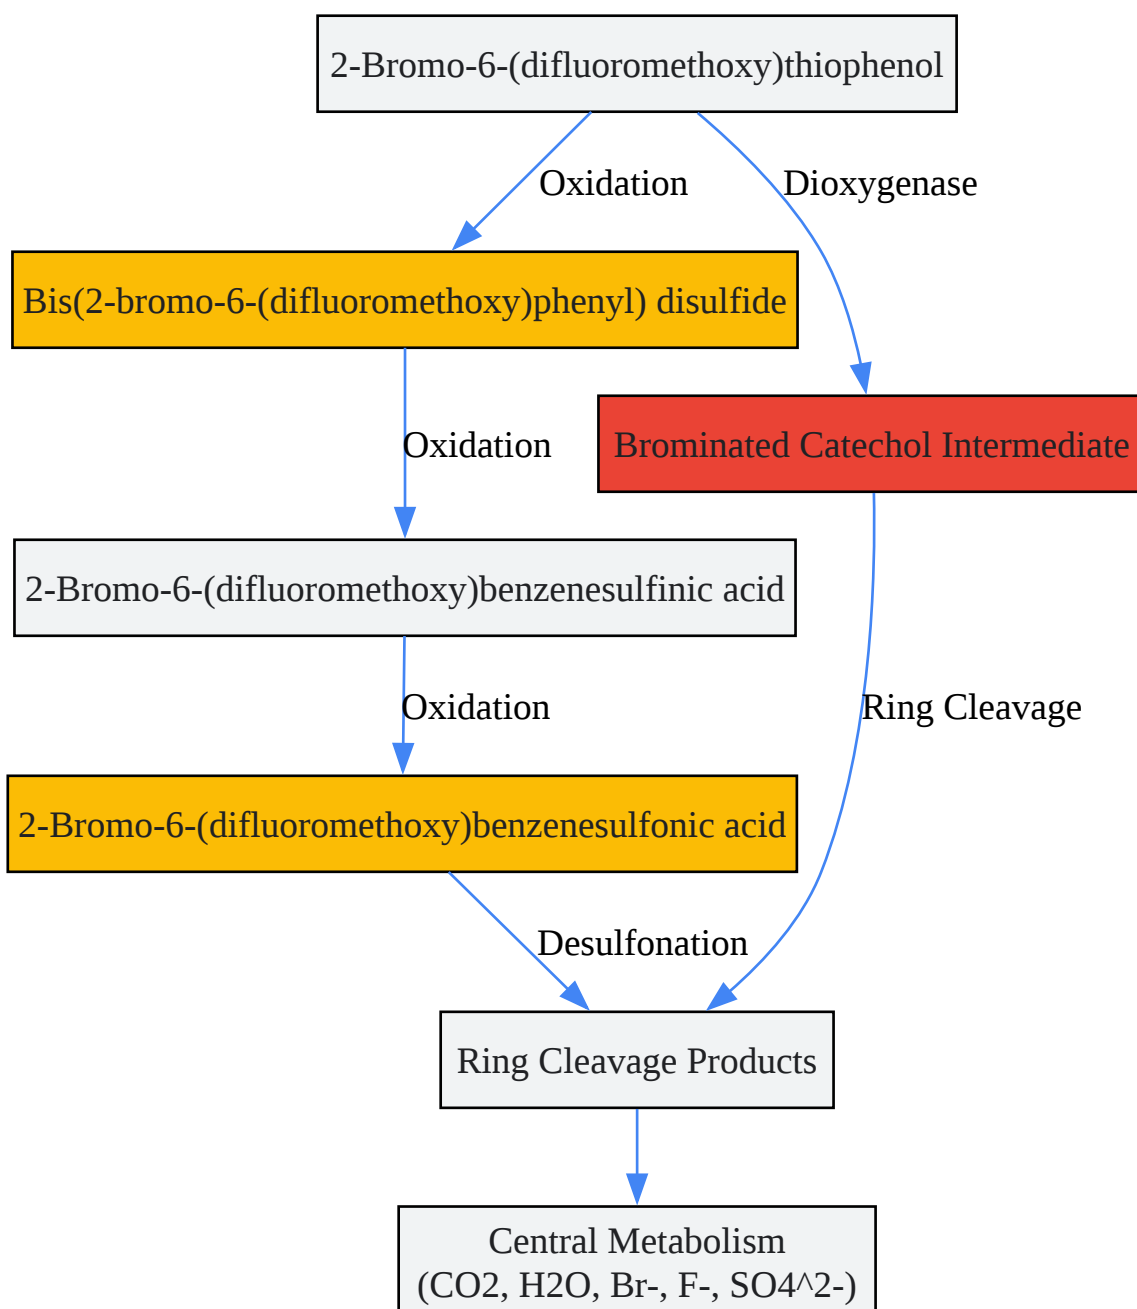 2-Bromo-6-(difluoromethoxy)thiophenol
Oxidation
Dioxygenase
Bis(2-bromo-6-(difluoromethoxy)phenyl) disulfide
Oxidation
Brominated Catechol Intermediate
2-Bromo-6-(difluoromethoxy)benzenesulfinic acid
Oxidation
Ring Cleavage
2-Bromo-6-(difluoromethoxy)benzenesulfonic acid
Desulfonation
Ring Cleavage Products
Central Metabolism
(CO2, H2O, Br-, F-, SO4^2-)